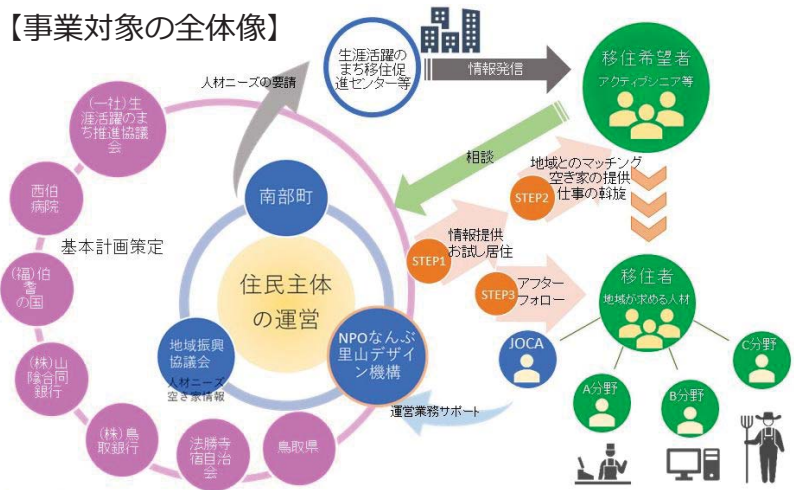 【事業対象の全体像】
生涯活躍の
まち移住促
進センター等
情報発信
移住希望者
アクティブシニア等
人材ニーズの要請
(一社)生
涯活躍のま
ち推進協議
会
相談
地域とのマッチング
空き家の提供
仕事の斡旋
STEP2
西伯
病院
南部町
基本計画策定
情報提供
お試し居住
STEP1
(福)伯
耆の国
住民主体
の運営
STEP3
アフター
フォロー
移住者
地域が求める人材
地域振興
協議会
人材ニーズ
空き家情報
NPOなんぶ
里山デザイ
ン機構
JOCA
C分野
(株)山
陰合同
銀行
A分野
B分野
運営業務サポート
(株)鳥
取銀行
法勝寺
宿自治
会
鳥取県